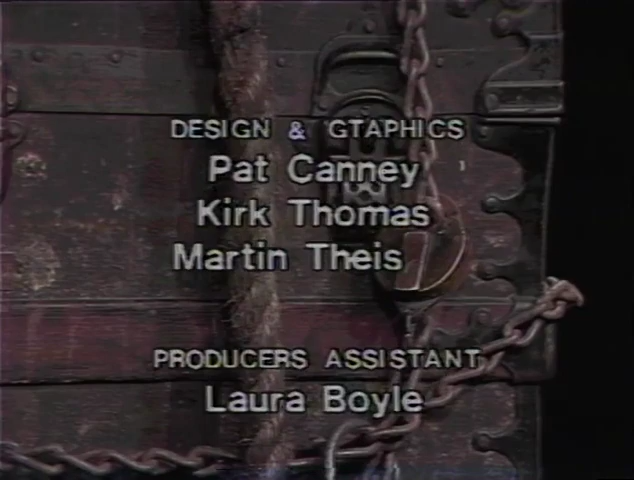 DESIGN & GTAPHICS
Pat Canney
Kirk Thomas
Martin Theis
PRODUCERS ASSISTANT
Laura Boyle